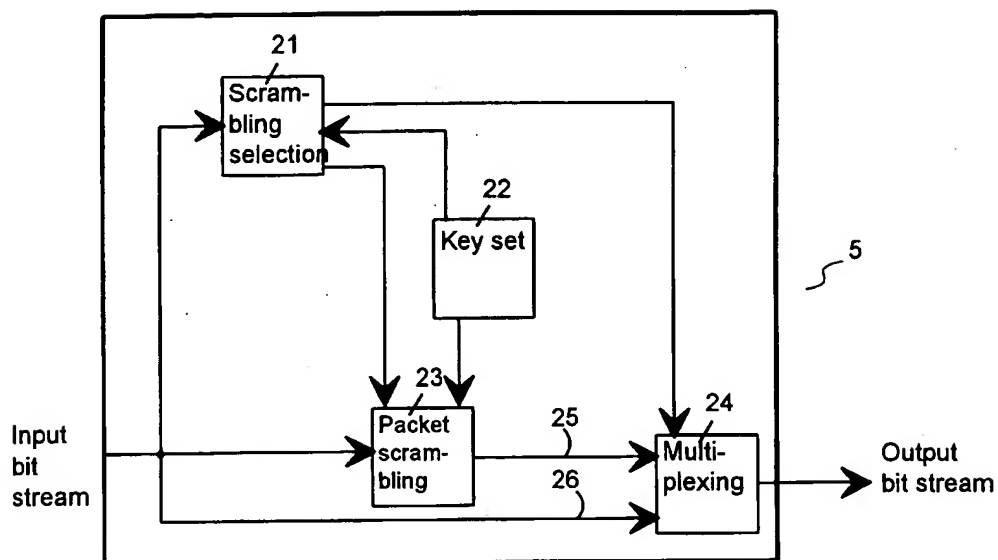 21
Scram-
bling
selection
22
Key set
5
23
Packet
scram-
bling
25
24
Multi-
plexing
26
Input
bit
stream
Output
bit stream